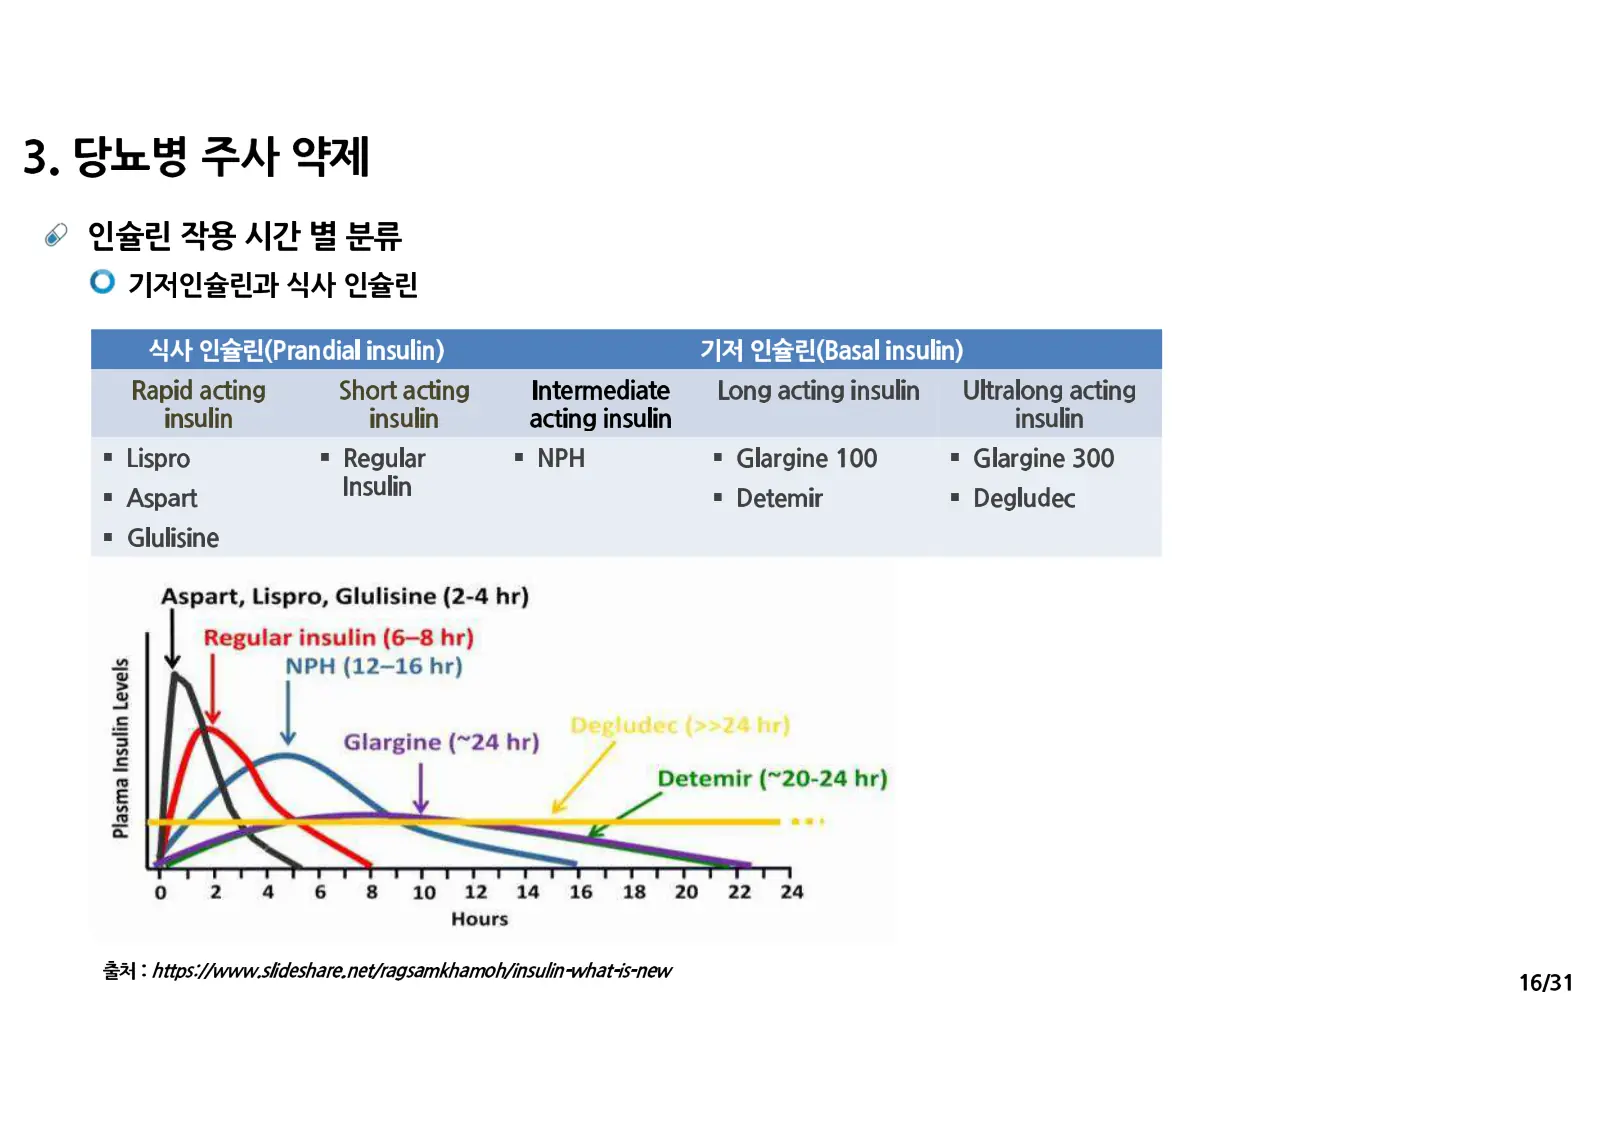 3. 당뇨병 주사 약제
인슐린 작용 시간 별 분류
기저인슐린과 식사 인슐린
식사 인슐린(Prandial insulin)
기저 인슐린(Basal insulin)
Rapid acting
insulin
Short acting
insulin
Intermediate
acting insulin
Long acting insulin
Ultralong acting
insulin
▪ Lispro
▪ Aspart
▪ Glulisine
▪ Regular
Insulin
▪ NPH
▪ Glargine 100
▪ Detemir
▪ Glargine 300
▪ Degludec
Aspart, Lispro, Glulisine (2-4 hr)
Regular insulin (6–8 hr)
NPH (12–16 hr)
Glargine (~24 hr)
Degludec (>>24 hr)
Detemir (~20-24 hr)
Plasma Insulin Levels
0 2 4 6 8 10 12 14 16 18 20 22 24
Hours
출처 : https://www.slideshare.net/ragsamkhamoh/insulin-what-is-new
16/31